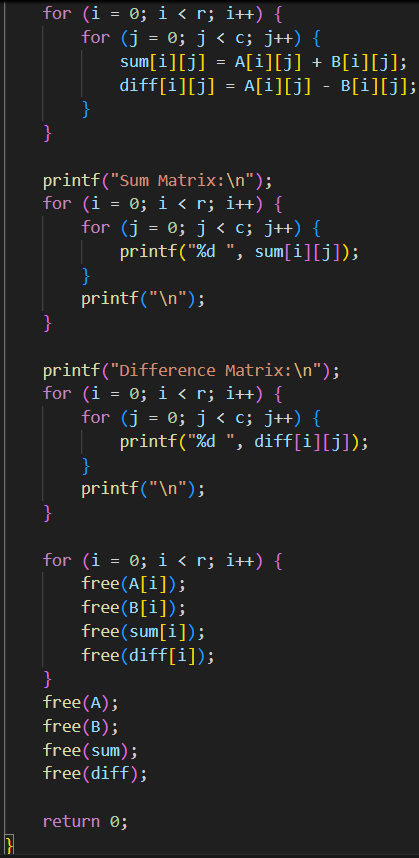 for (i = 0; i < r; i++) {
        for (j = 0; j < c; j++) {
            sum[i][j] = A[i][j] + B[i][j];
            diff[i][j] = A[i][j] - B[i][j];
        }
    }

    printf("Sum Matrix:\n");
    for (i = 0; i < r; i++) {
        for (j = 0; j < c; j++) {
            printf("%d ", sum[i][j]);
        }
        printf("\n");
    }

    printf("Difference Matrix:\n");
    for (i = 0; i < r; i++) {
        for (j = 0; j < c; j++) {
            printf("%d ", diff[i][j]);
        }
        printf("\n");
    }

    for (i = 0; i < r; i++) {
        free(A[i]);
        free(B[i]);
        free(sum[i]);
        free(diff[i]);
    }
    free(A);
    free(B);
    free(sum);
    free(diff);

    return 0;
}